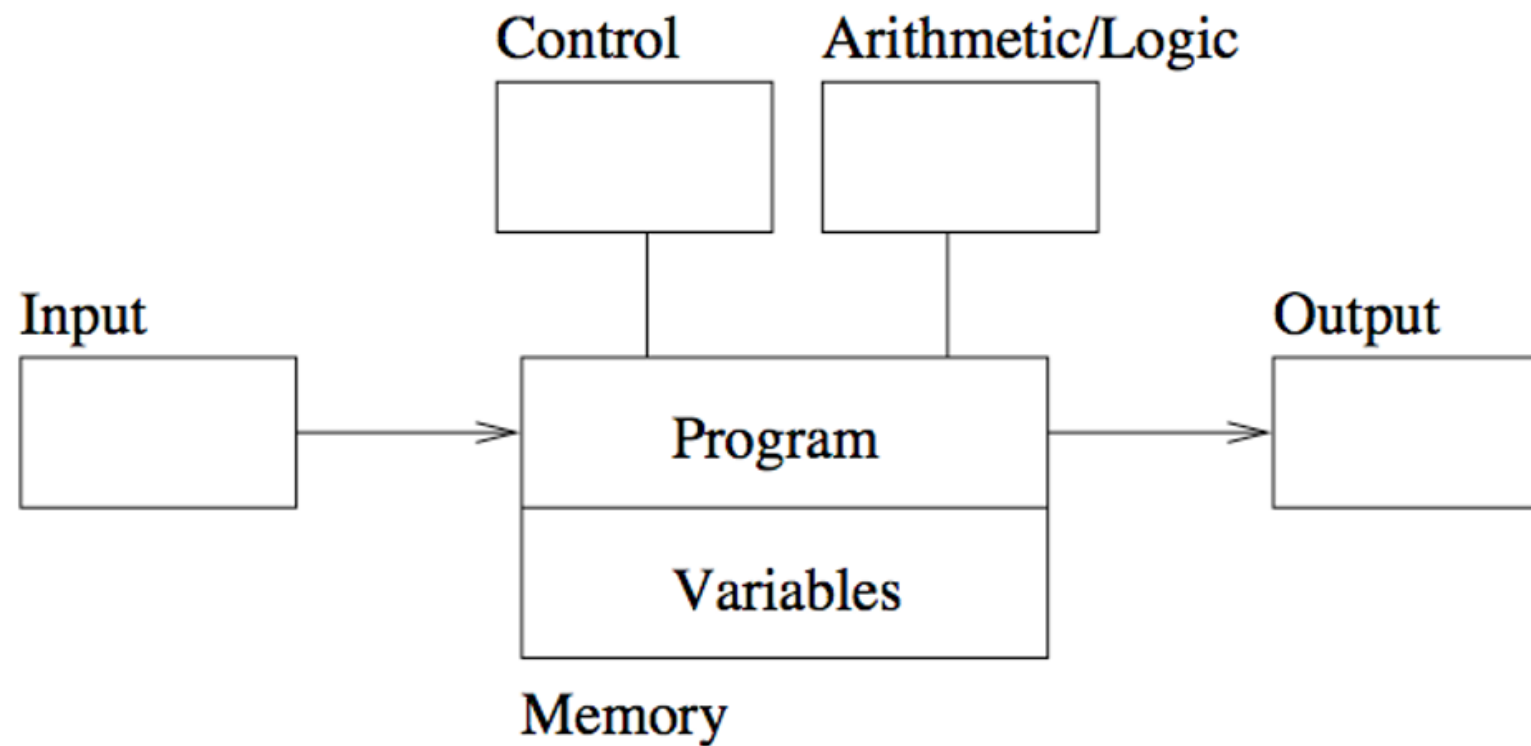 Control
Arithmetic/Logic
Input
Output
Program
Variables
Memory